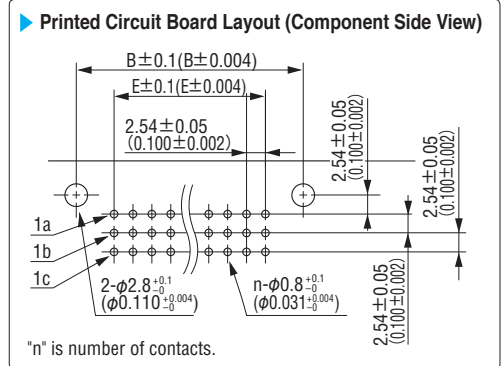 ▶ Printed Circuit Board Layout (Component Side View)
B±0.1(B±0.004)
E±0.1(E±0.004)
2.54±0.05
(0.100±0.002)
2.54±0.05
(0.100±0.002)
2.54±0.05
(0.100±0.002)
1a
1b
1c
2-φ2.8 +0.1 -0
(φ0.110 +0.004 -0)
n-φ0.8 +0.1 -0
(φ0.031 +0.004 -0)
2.54±0.05
(0.100±0.002)
"n" is number of contacts.